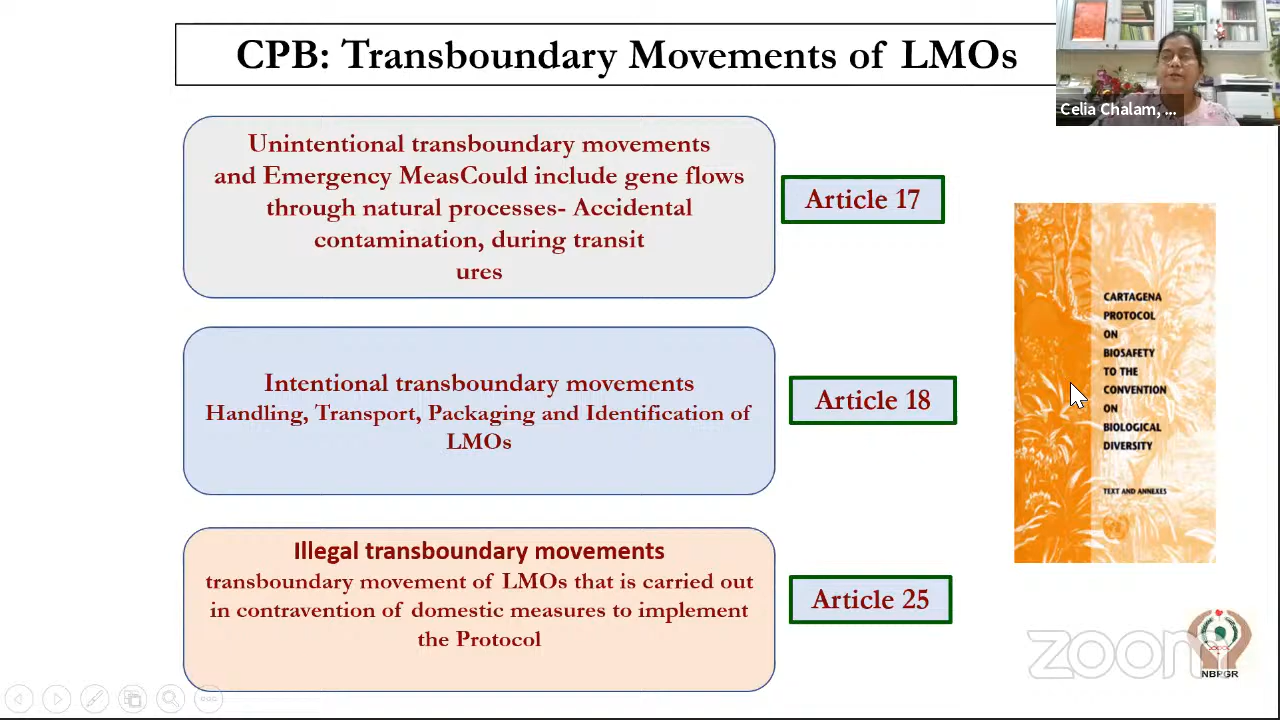 CPB: Transboundary Movements of LMOs
Celia Chalam, ...
Unintentional transboundary movements
and Emergency MeasCould include gene flows
through natural processes- Accidental
contamination, during transit
ures
Article 17
Intentional transboundary movements
Handling, Transport, Packaging and Identification of
LMOs
Article 18
Illegal transboundary movements
transboundary movement of LMOs that is carried out
in contravention of domestic measures to implement
the Protocol
Article 25
CARTAGENA
PROTOCOL
ON
BIOSAFETY
TO THE
CONVENTION
ON
BIOLOGICAL
DIVERSITY
TEXT AND ANNEXES
zoom
NBPGR